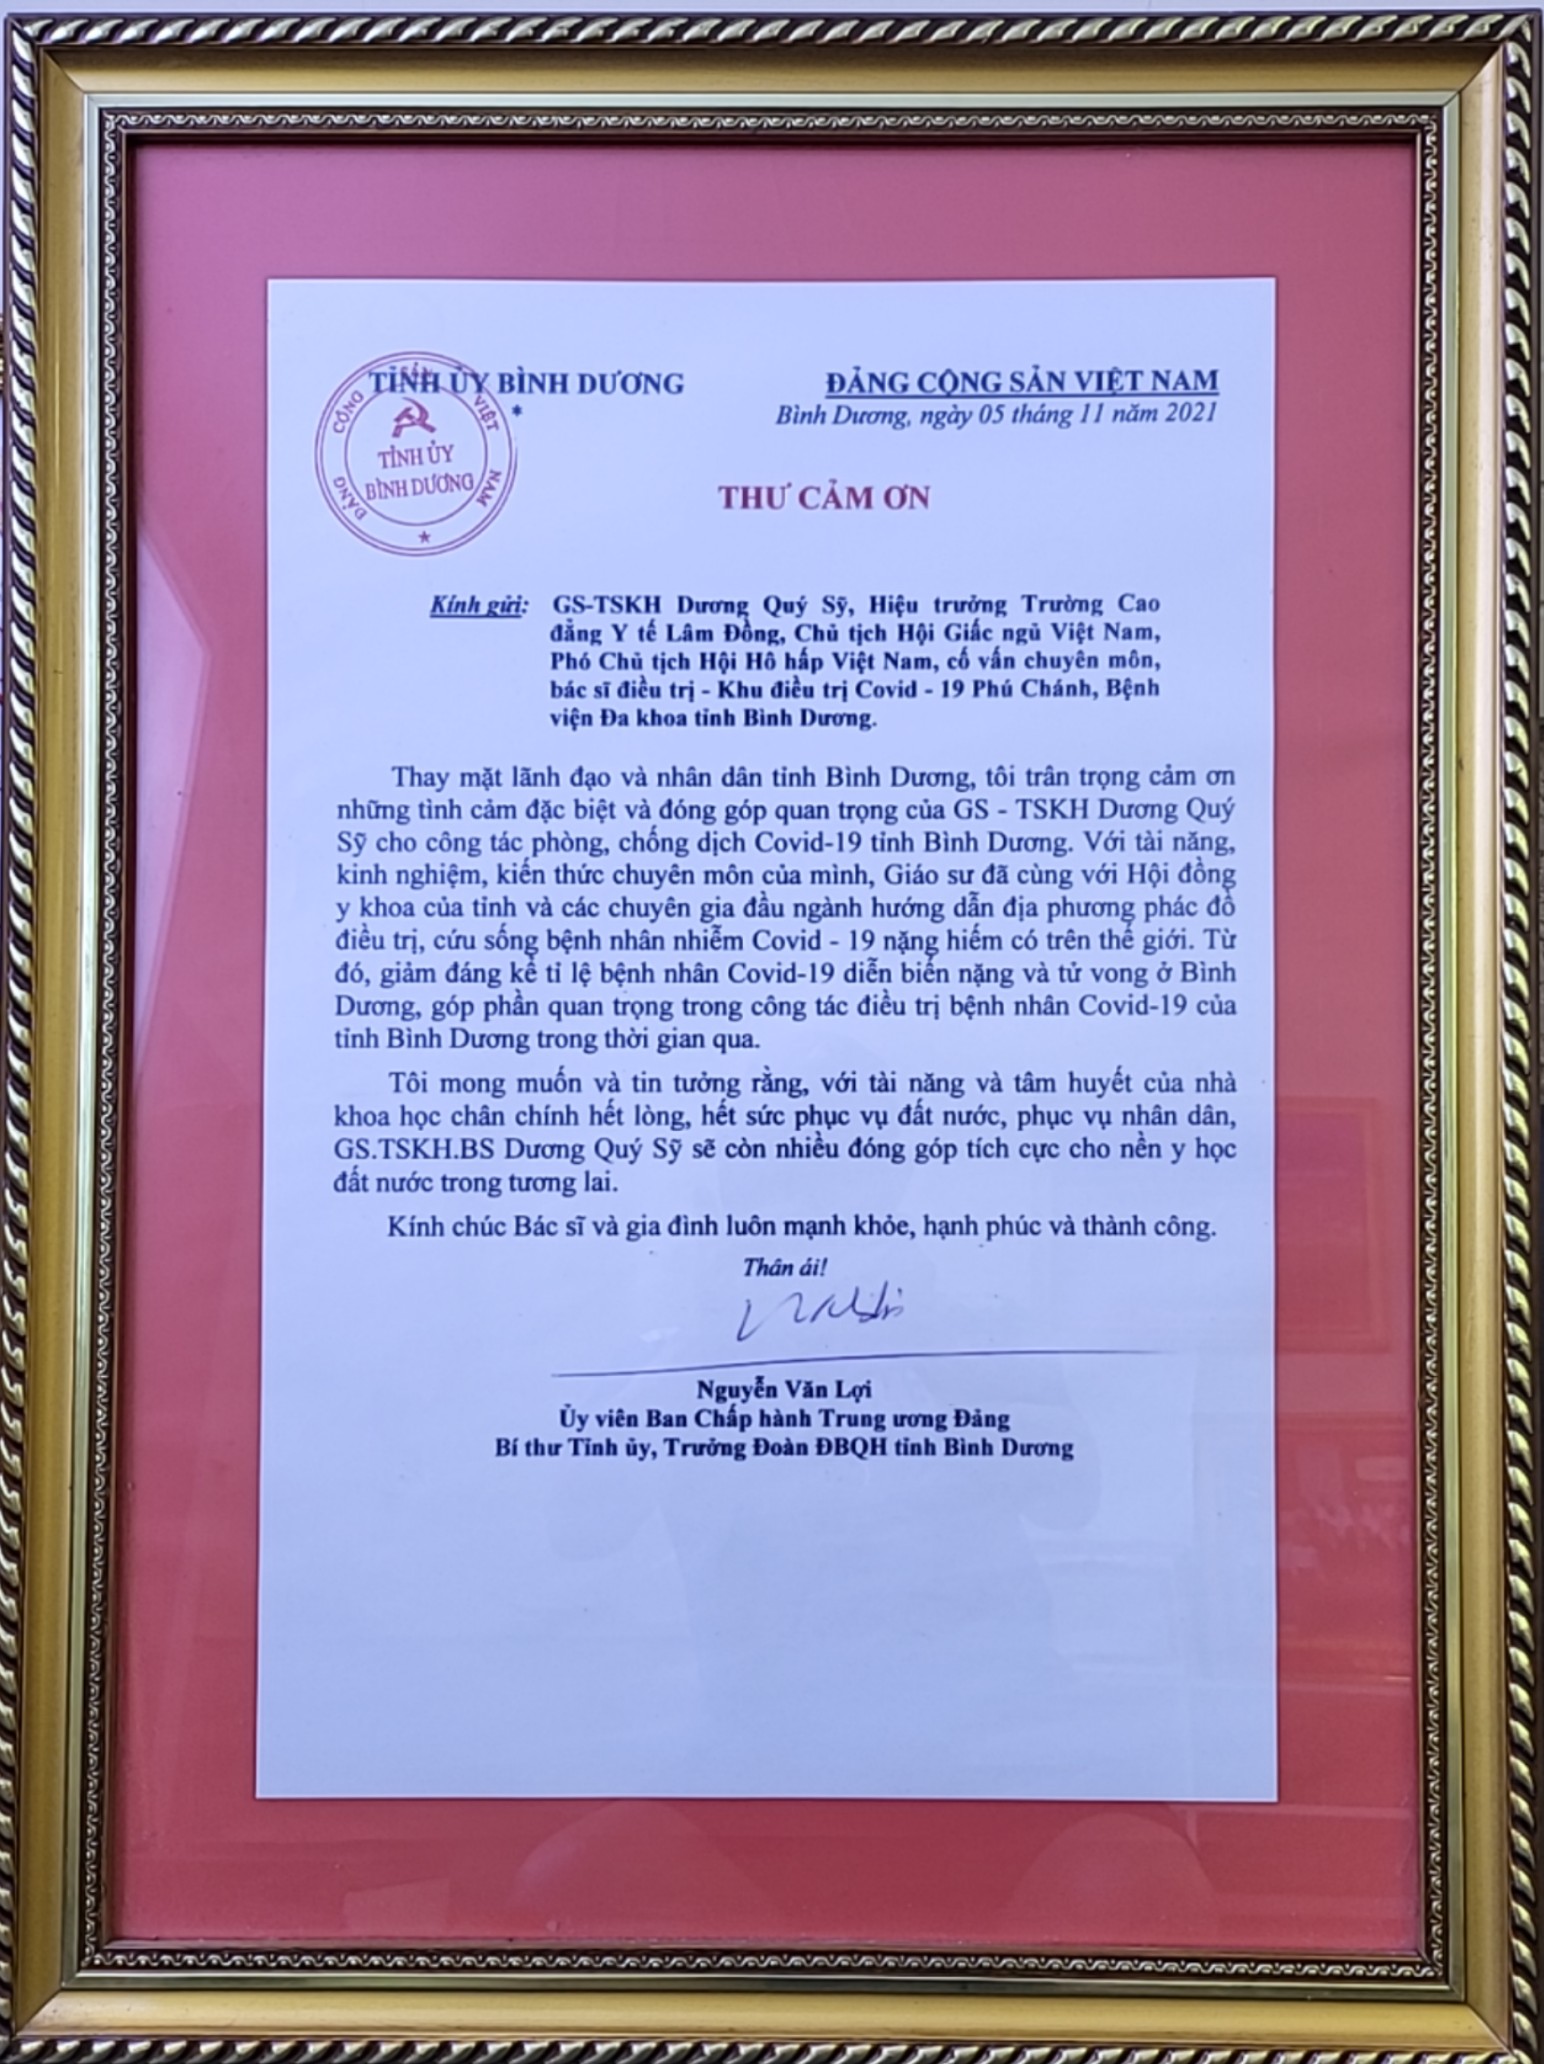 TỈNH ỦY BÌNH DƯƠNG
*
ĐẢNG CỘNG SẢN VIỆT NAM
Bình Dương, ngày 05 tháng 11 năm 2021
ĐẢNG CỘNG SẢN VIỆT NAM
TỈNH ỦY
BÌNH DƯƠNG
THƯ CẢM ƠN
Kính gửi: GS-TSKH Dương Quý Sỹ, Hiệu trưởng Trường Cao
đẳng Y tế Lâm Đồng, Chủ tịch Hội Giấc ngủ Việt Nam,
Phó Chủ tịch Hội Hô hấp Việt Nam, cố vấn chuyên môn,
bác sĩ điều trị - Khu điều trị Covid - 19 Phú Chánh, Bệnh
viện Đa khoa tỉnh Bình Dương.
Thay mặt lãnh đạo và nhân dân tỉnh Bình Dương, tôi trân trọng cảm ơn
những tình cảm đặc biệt và đóng góp quan trọng của GS - TSKH Dương Quý
Sỹ cho công tác phòng, chống dịch Covid-19 tỉnh Bình Dương. Với tài năng,
kinh nghiệm, kiến thức chuyên môn của mình, Giáo sư đã cùng với Hội đồng
y khoa của tỉnh và các chuyên gia đầu ngành hướng dẫn địa phương phác đồ
điều trị, cứu sống bệnh nhân nhiễm Covid - 19 nặng hiếm có trên thế giới. Từ
đó, giảm đáng kể tỉ lệ bệnh nhân Covid-19 diễn biến nặng và tử vong ở Bình
Dương, góp phần quan trọng trong công tác điều trị bệnh nhân Covid-19 của
tỉnh Bình Dương trong thời gian qua.
Tôi mong muốn và tin tưởng rằng, với tài năng và tâm huyết của nhà
khoa học chân chính hết lòng, hết sức phục vụ đất nước, phục vụ nhân dân,
GS.TSKH.BS Dương Quý Sỹ sẽ còn nhiều đóng góp tích cực cho nền y học
đất nước trong tương lai.
Kính chúc Bác sĩ và gia đình luôn mạnh khỏe, hạnh phúc và thành công.
Thân ái!
Nguyễn Văn Lợi
Ủy viên Ban Chấp hành Trung ương Đảng
Bí thư Tỉnh ủy, Trưởng Đoàn ĐBQH tỉnh Bình Dương